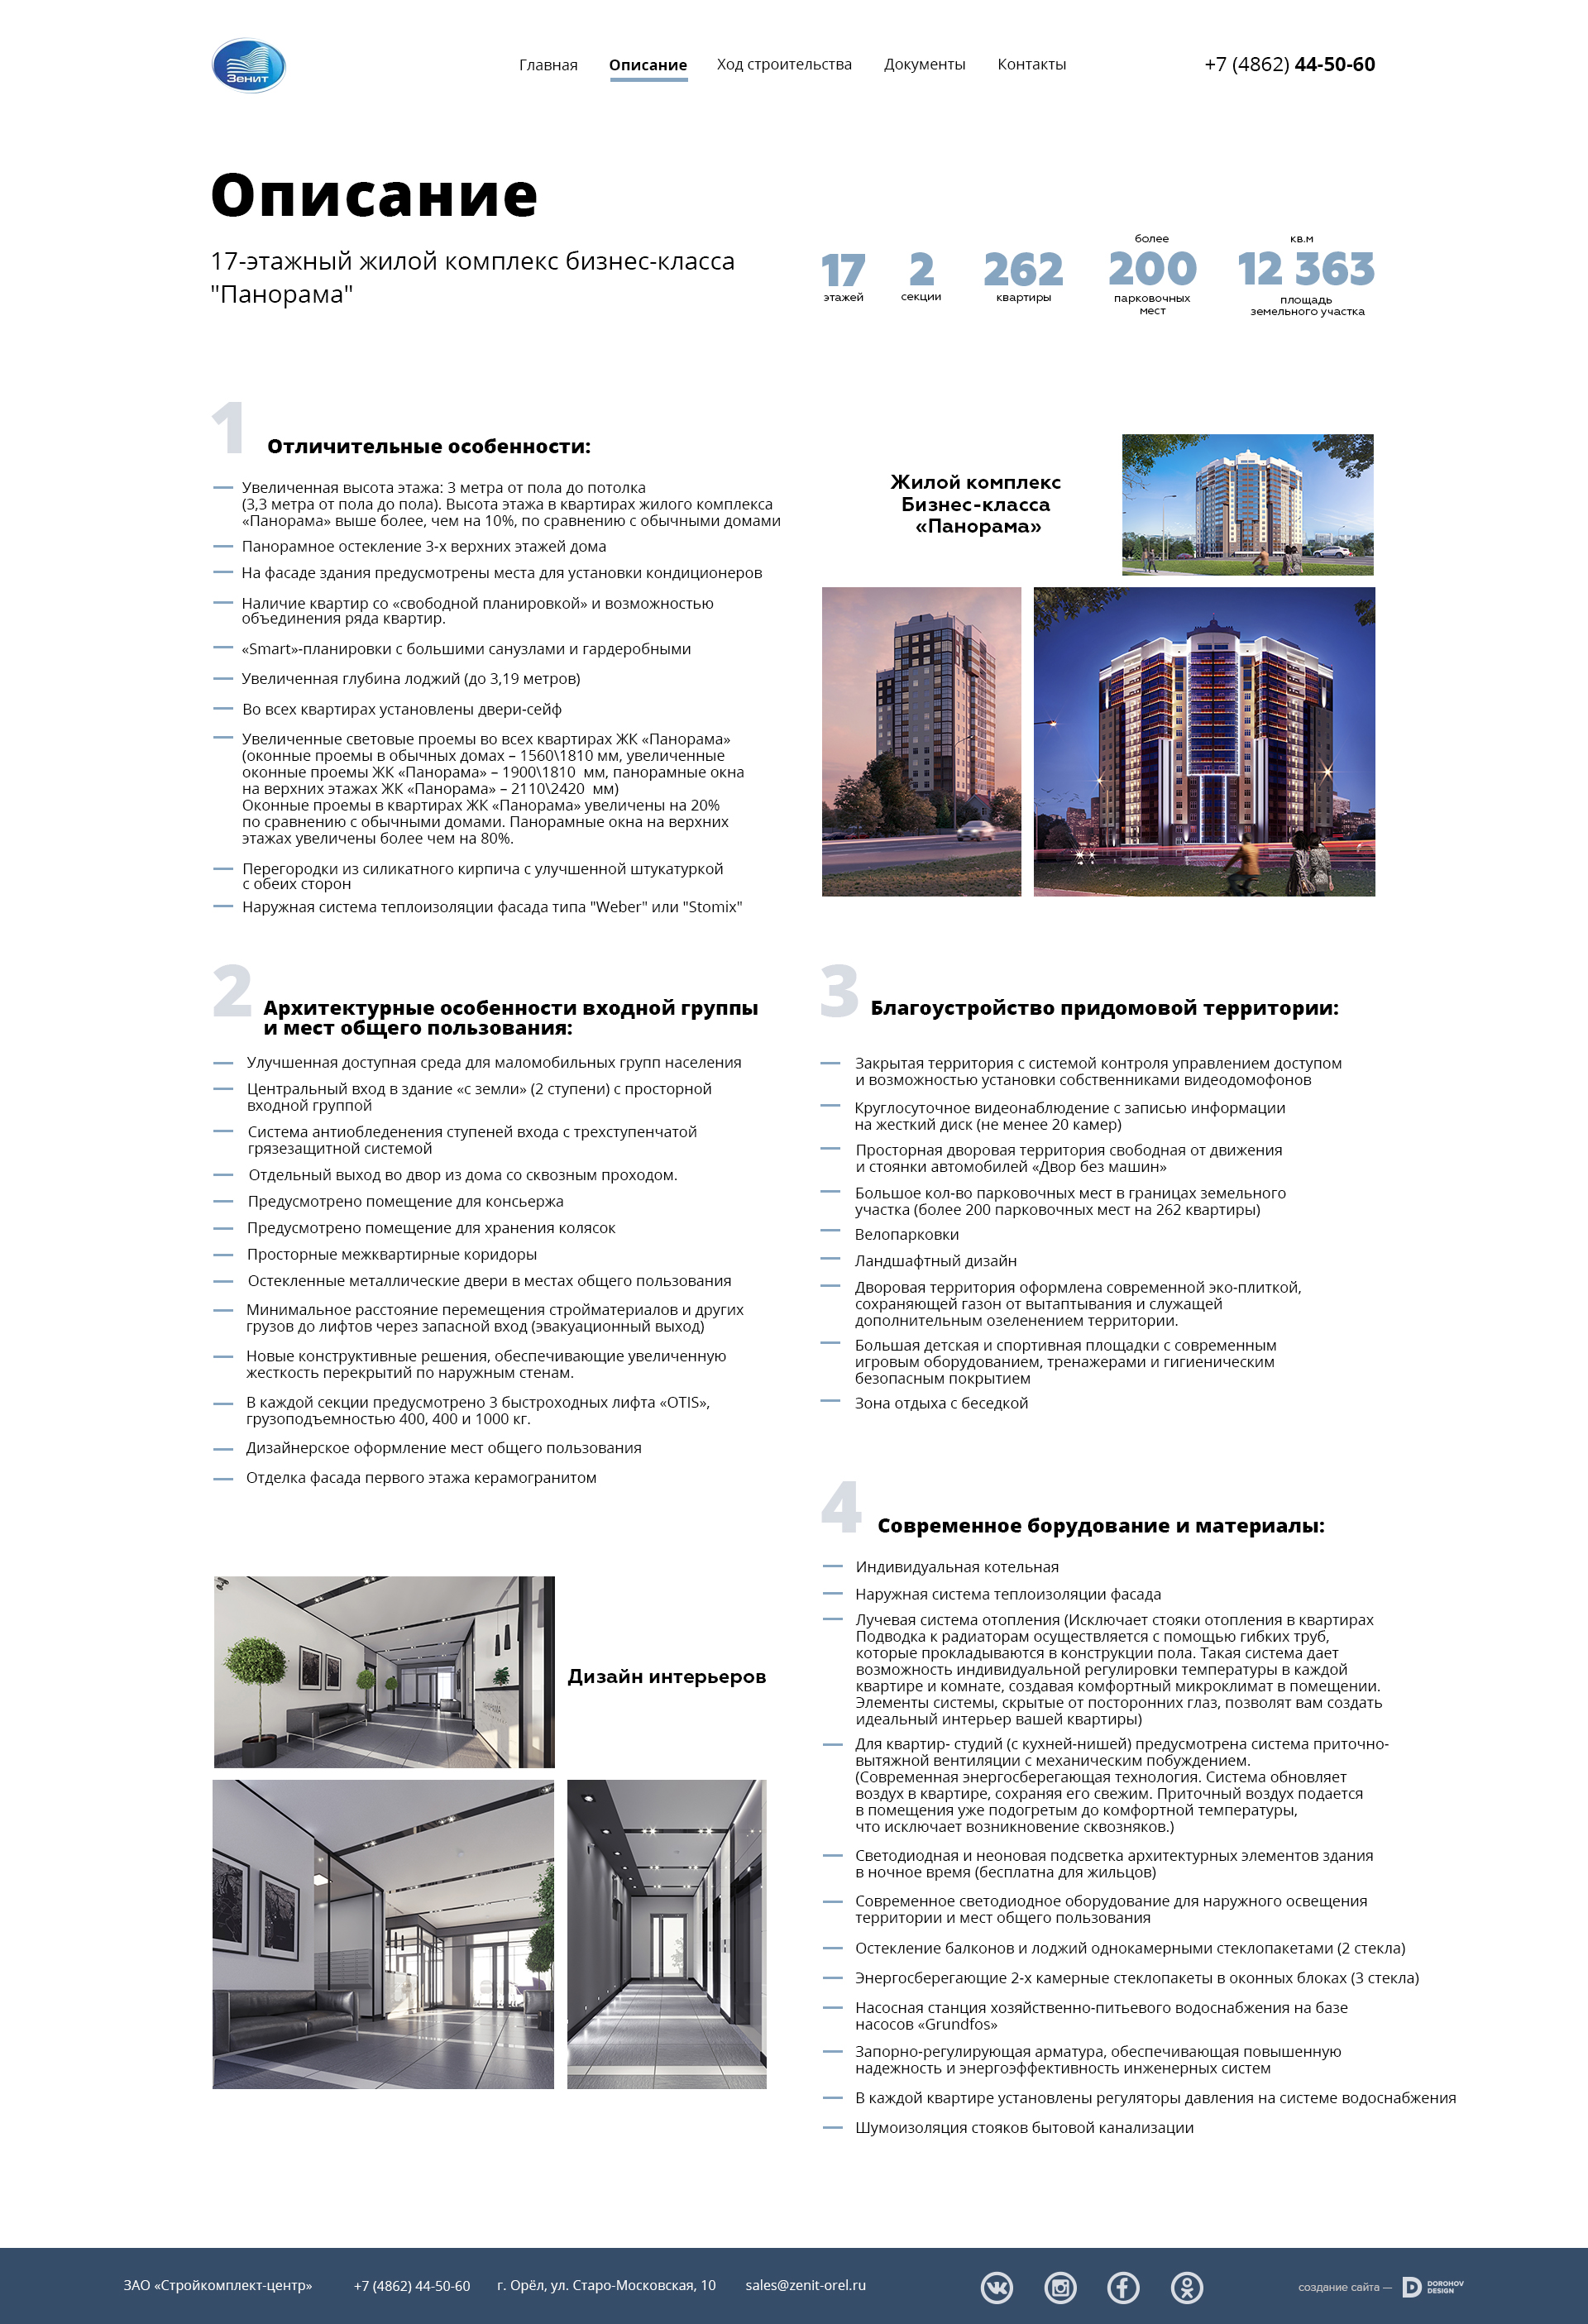 Зенит
Главная
Описание
Ход строительства
Документы
Контакты
+7 (4862) 44-50-60
Описание
17-этажный жилой комплекс бизнес-класса
"Панорама"
17
этажей
2
секции
262
квартиры
более
200
парковочных
мест
кв.м
12 363
площадь
земельного участка
1
Отличительные особенности:
Увеличенная высота этажа: 3 метра от пола до потолка
(3,3 метра от пола до пола). Высота этажа в квартирах жилого комплекса
«Панорама» выше более, чем на 10%, по сравнению с обычными домами
Панорамное остекление 3-х верхних этажей дома
На фасаде здания предусмотрены места для установки кондиционеров
Наличие квартир со «свободной планировкой» и возможностью
объединения ряда квартир.
«Smart»-планировки с большими санузлами и гардеробными
Увеличенная глубина лоджий (до 3,19 метров)
Во всех квартирах установлены двери-сейф
Увеличенные световые проемы во всех квартирах ЖК «Панорама»
(оконные проемы в обычных домах – 1560\1810 мм, увеличенные
оконные проемы ЖК «Панорама» – 1900\1810  мм, панорамные окна
на верхних этажах ЖК «Панорама» – 2110\2420  мм)
Оконные проемы в квартирах ЖК «Панорама» увеличены на 20%
по сравнению с обычными домами. Панорамные окна на верхних
этажах увеличены более чем на 80%.
Перегородки из силикатного кирпича с улучшенной штукатуркой
с обеих сторон
Наружная система теплоизоляции фасада типа "Weber" или "Stomix"
Жилой комплекс
Бизнес-класса
«Панорама»
2
Архитектурные особенности входной группы
и мест общего пользования:
Улучшенная доступная среда для маломобильных групп населения
Центральный вход в здание «с земли» (2 ступени) с просторной
входной группой
Система антиобледенения ступеней входа с трехступенчатой
грязезащитной системой
Отдельный выход во двор из дома со сквозным проходом.
Предусмотрено помещение для консьержа
Предусмотрено помещение для хранения колясок
Просторные межквартирные коридоры
Остекленные металлические двери в местах общего пользования
Минимальное расстояние перемещения стройматериалов и других
грузов до лифтов через запасной вход (эвакуационный выход)
Новые конструктивные решения, обеспечивающие увеличенную
жесткость перекрытий по наружным стенам.
В каждой секции предусмотрено 3 быстроходных лифта «OTIS»,
грузоподъемностью 400, 400 и 1000 кг.
Дизайнерское оформление мест общего пользования
Отделка фасада первого этажа керамогранитом
3
Благоустройство придомовой территории:
Закрытая территория с системой контроля управлением доступом
и возможностью установки собственниками видеодомофонов
Круглосуточное видеонаблюдение с записью информации
на жесткий диск (не менее 20 камер)
Просторная дворовая территория свободная от движения
и стоянки автомобилей «Двор без машин»
Большое кол-во парковочных мест в границах земельного
участка (более 200 парковочных мест на 262 квартиры)
Велопарковки
Ландшафтный дизайн
Дворовая территория оформлена современной эко-плиткой,
сохраняющей газон от вытаптывания и служащей
дополнительным озеленением территории.
Большая детская и спортивная площадки с современным
игровым оборудованием, тренажерами и гигиеническим
безопасным покрытием
Зона отдыха с беседкой
4
Современное борудование и материалы:
Индивидуальная котельная
Наружная система теплоизоляции фасада
Лучевая система отопления (Исключает стояки отопления в квартирах
Подводка к радиаторам осуществляется с помощью гибких труб,
которые прокладываются в конструкции пола. Такая система дает
возможность индивидуальной регулировки температуры в каждой
квартире и комнате, создавая комфортный микроклимат в помещении.
Элементы системы, скрытые от посторонних глаз, позволят вам создать
идеальный интерьер вашей квартиры)
Для квартир- студий (с кухней-нишей) предусмотрена система приточно-
вытяжной вентиляции с механическим побуждением.
(Современная энергосберегающая технология. Система обновляет
воздух в квартире, сохраняя его свежим. Приточный воздух подается
в помещения уже подогретым до комфортной температуры,
что исключает возникновение сквозняков.)
Светодиодная и неоновая подсветка архитектурных элементов здания
в ночное время (бесплатна для жильцов)
Современное светодиодное оборудование для наружного освещения
территории и мест общего пользования
Остекление балконов и лоджий однокамерными стеклопакетами (2 стекла)
Энергосберегающие 2-х камерные стеклопакеты в оконных блоках (3 стекла)
Насосная станция хозяйственно-питьевого водоснабжения на базе
насосов «Grundfos»
Запорно-регулирующая арматура, обеспечивающая повышенную
надежность и энергоэффективность инженерных систем
В каждой квартире установлены регуляторы давления на системе водоснабжения
Шумоизоляция стояков бытовой канализации
Дизайн интерьеров
ЗАО «Стройкомплект-центр»
+7 (4862) 44-50-60
г. Орёл, ул. Старо-Московская, 10
sales@zenit-orel.ru
создание сайта —
DOROHOV
DESIGN